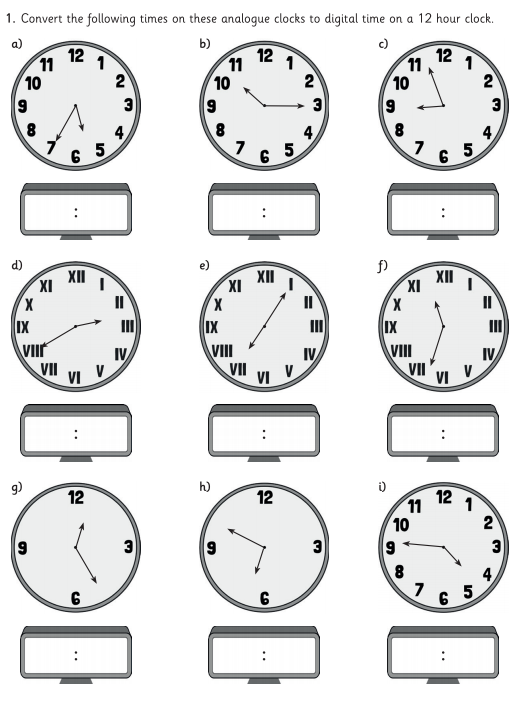 1. Convert the following times on these analogue clocks to digital time on a 12 hour clock.
a) b) c)
12 1 2 3 4 5 6 7 8 9 10 11
12 1 2 3 4 5 6 7 8 9 10 11
12 1 2 3 4 5 6 7 8 9 10 11
: : :
d) e) f)
XII I II III IV V VI VII VIII IX X XI
XII I II III IV V VI VII VIII IX X XI
XII I II III IV V VI VII VIII IX X XI
: : :
g) h) i)
12 3 6 9
12 3 6 9
12 1 2 3 4 5 6 7 8 9 10 11
: : :